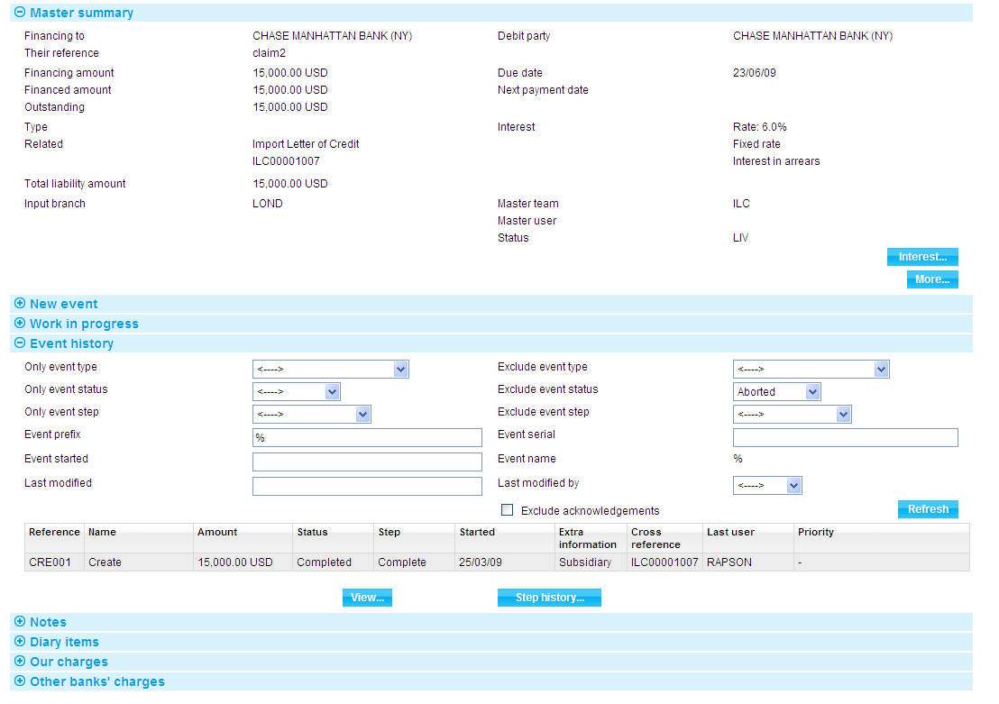 Master summary
Financing to CHASE MANHATTAN BANK (NY) Debit party CHASE MANHATTAN BANK (NY)
Their reference claim2
Financing amount 15,000.00 USD Due date 23/06/09
Financed amount 15,000.00 USD Next payment date
Outstanding 15,000.00 USD
Type Interest Rate: 6.0%
Related Import Letter of Credit Fixed rate
ILC00001007 Interest in arrears
Total liability amount 15,000.00 USD
Input branch LOND Master team ILC
Master user
Status LIV
Interest...
More...
New event
Work in progress
Event history
Only event type <----> Exclude event type <---->
Only event status <----> Exclude event status Aborted
Only event step <----> Exclude event step <---->
Event prefix % Event serial
Event started Event name %
Last modified Last modified by <---->
Exclude acknowledgements Refresh
Reference Name Amount Status Step Started Extra information Cross reference Last user Priority
CRE001 Create 15,000.00 USD Completed Complete 25/03/09 Subsidiary ILC00001007 RAPSON -
View... Step history...
Notes
Diary items
Our charges
Other banks' charges